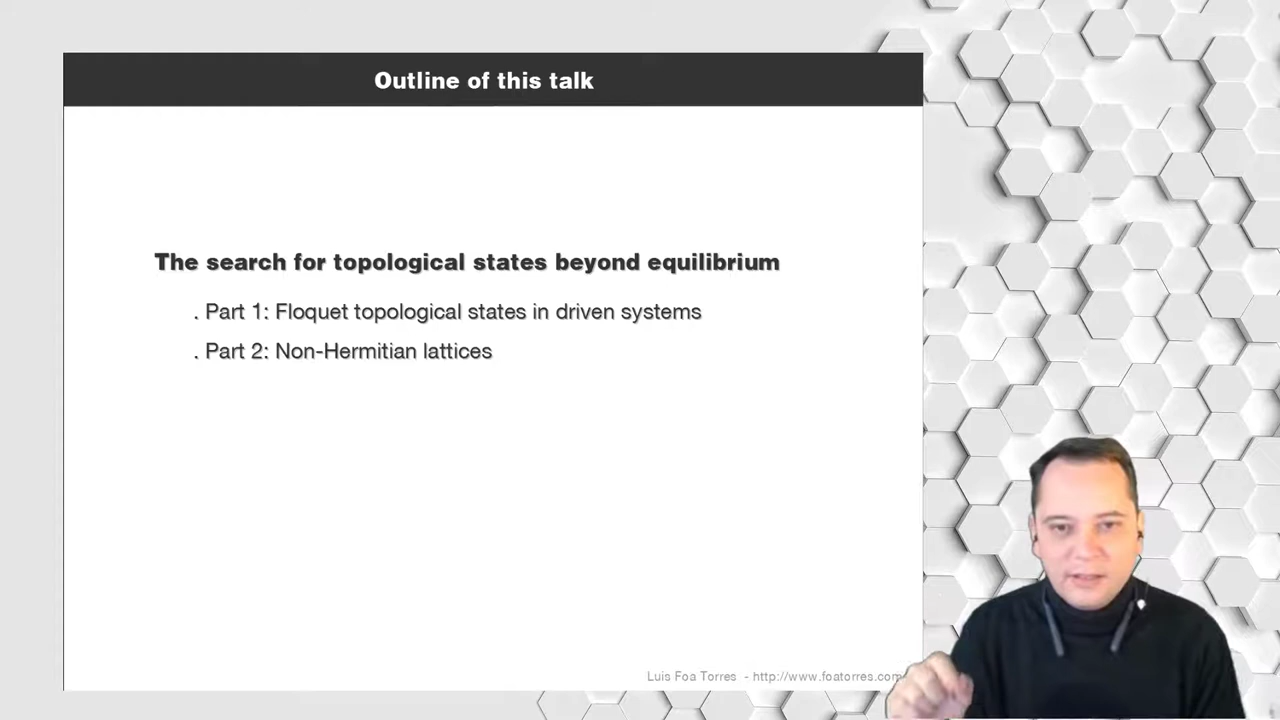 Outline of this talk
The search for topological states beyond equilibrium
. Part 1: Floquet topological states in driven systems
. Part 2: Non-Hermitian lattices
Luis Foa Torres - http://www.foatorres.com